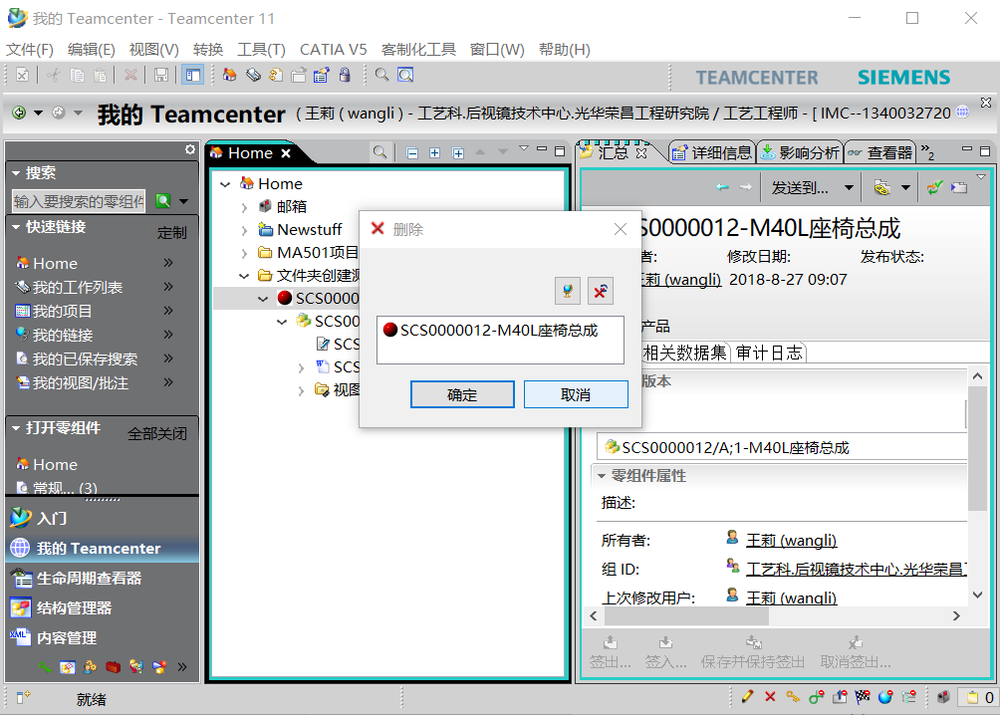 我的 Teamcenter - Teamcenter 11
文件(F) 编辑(E) 视图(V) 转换 工具(T) CATIA V5 客制化工具 窗口(W) 帮助(H)
TEAMCENTER SIEMENS
我的 Teamcenter ( 王莉 ( wangli ) - 工艺科.后视镜技术中心.光华荣昌工程研究院 / 工艺工程师 - [ IMC--1340032720
搜索
输入要搜索的零组件
快速链接 定制
Home »
我的工作列表 »
我的项目 »
我的链接 »
我的已保存搜索 »
我的视图/批注 »
打开零组件 全部关闭
Home
常规... (3)
入门
我的 Teamcenter
生命周期查看器
结构管理器
XML 内容管理
»
就绪
Home
Home
邮箱
Newstuff
MA501项目
文件夹创建测
SCS0000
SCS00
SCS
SCS
视图
删除
SCS0000012-M40L座椅总成
确定 取消
汇总 详细信息 影响分析 查看器 »2
发送到...
S0000012-M40L座椅总成
者: 修改日期: 发布状态:
王莉 (wangli) 2018-8-27 09:07
产品
相关数据集 审计日志
版本
SCS0000012/A;1-M40L座椅总成
零组件属性
描述:
所有者: 王莉 (wangli)
组 ID: 工艺科.后视镜技术中心.光华荣昌工
上次修改用户: 王莉 (wangli)
签出... 签入... 保存并保持签出 取消签出...
0